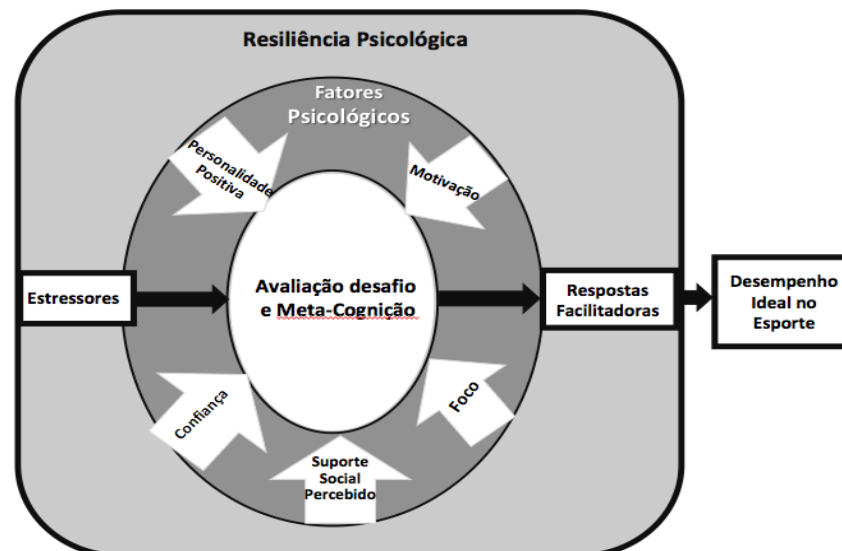 Resiliência Psicológica
Fatores
Psicológicos
Personalidade
Positiva
Motivação
Estressores
Avaliação desafio
e Meta-Cognição
Respostas
Facilitadoras
Desempenho
Ideal no
Esporte
Confiança
Foco
Suporte
Social
Percebido